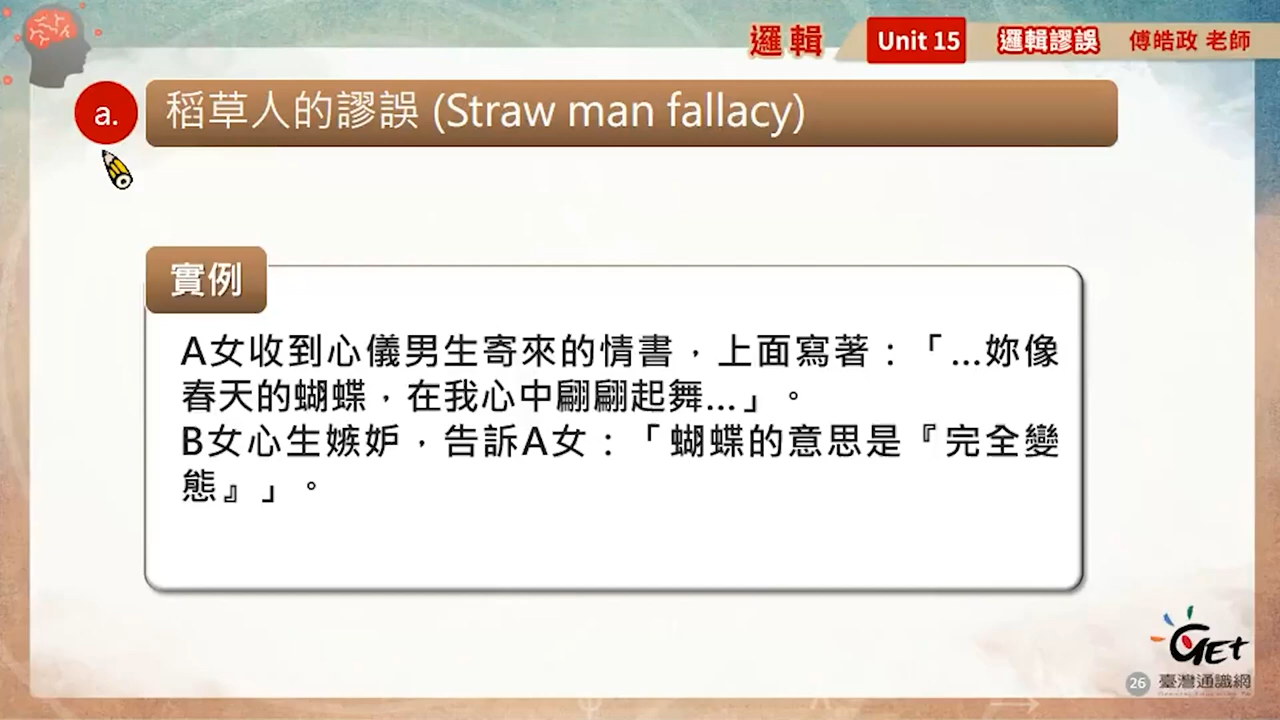 邏輯 Unit 15 邏輯謬誤 傅皓政 老師
a. 稻草人的謬誤 (Straw man fallacy)
實例
A女收到心儀男生寄來的情書，上面寫著：「...妳像
春天的蝴蝶，在我心中翩翩起舞...」。
B女心生嫉妒，告訴A女：「蝴蝶的意思是『完全變
態』」。
GET
26 臺灣通識網